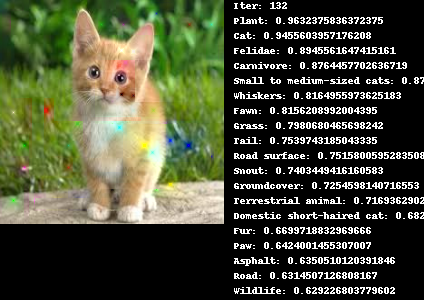 Iter: 132
Plant: 0.9632375836372375
Cat: 0.9455603957176208
Felidae: 0.8945561647415161
Carnivore: 0.8764457702636719
Small to medium-sized cats: 0.87
Whiskers: 0.8164955973625183
Fawn: 0.8156208992004395
Grass: 0.7980680465698242
Tail: 0.7539743185043335
Road surface: 0.7515800595283508
Snout: 0.7403449416160583
Groundcover: 0.7254598140716553
Terrestrial animal: 0.7169362902
Domestic short-haired cat: 0.682
Fur: 0.6699718832969666
Paw: 0.6424001455307007
Asphalt: 0.6350510120391846
Road: 0.6314507126808167
Wildlife: 0.629226803779602